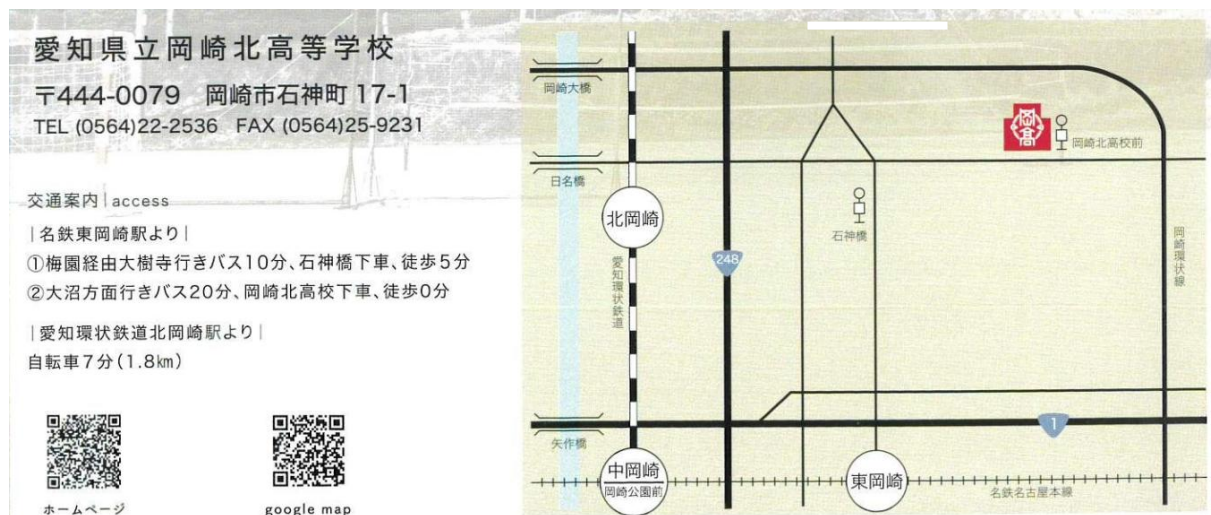 愛知県立岡崎北高等学校
〒444-0079 岡崎市石神町 17-1
TEL (0564)22-2536 FAX (0564)25-9231
交通案内|access
|名鉄東岡崎駅より|
①梅園経由大樹寺行きバス10分、石神橋下車、徒歩5分
②大沼方面行きバス20分、岡崎北高校下車、徒歩0分
|愛知環状鉄道北岡崎駅より|
自転車7分(1.8㎞)
ホームページ
google map
岡崎大橋
岡高
岡崎北高校前
日名橋
北岡崎
石神橋
愛知環状鉄道
248
岡崎環状線
矢作橋
1
中岡崎
岡崎公園前
東岡崎
名鉄名古屋本線